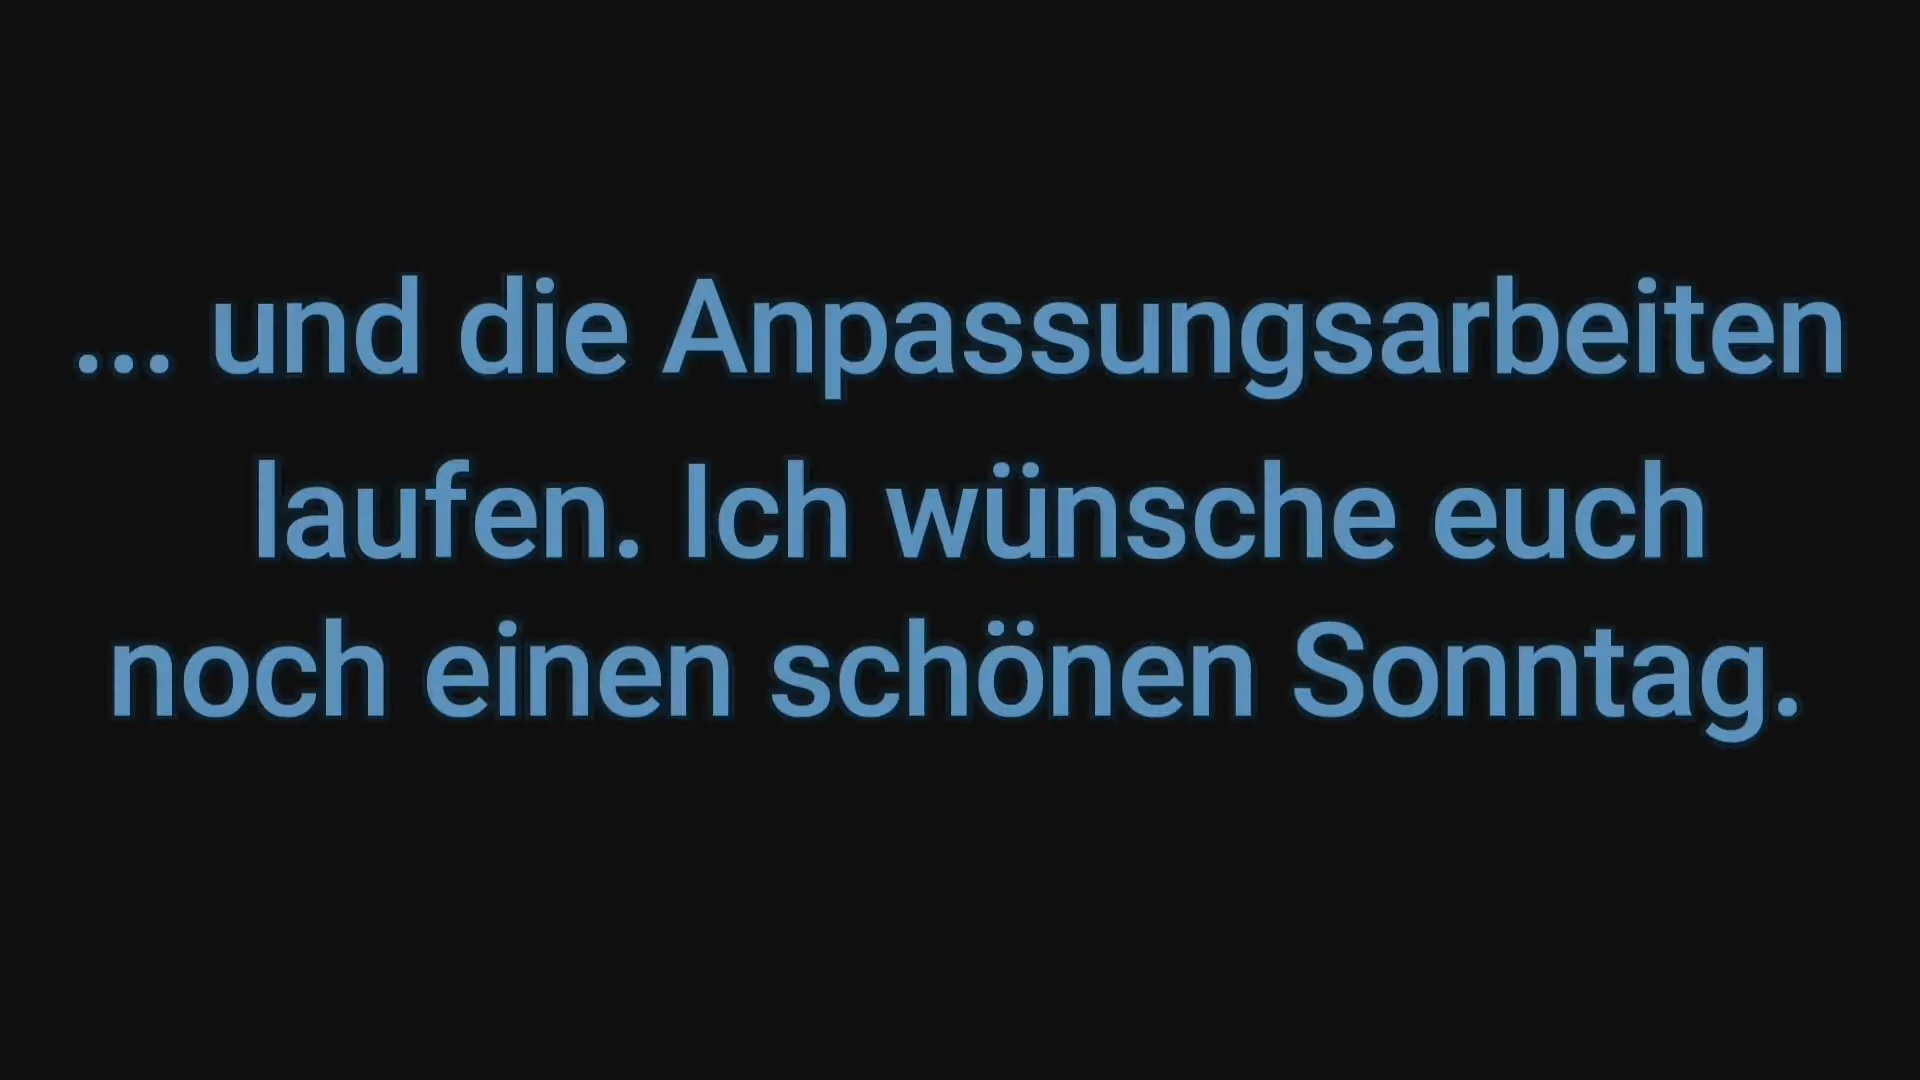 ... und die Anpassungsarbeiten
laufen. Ich wünsche euch
noch einen schönen Sonntag.